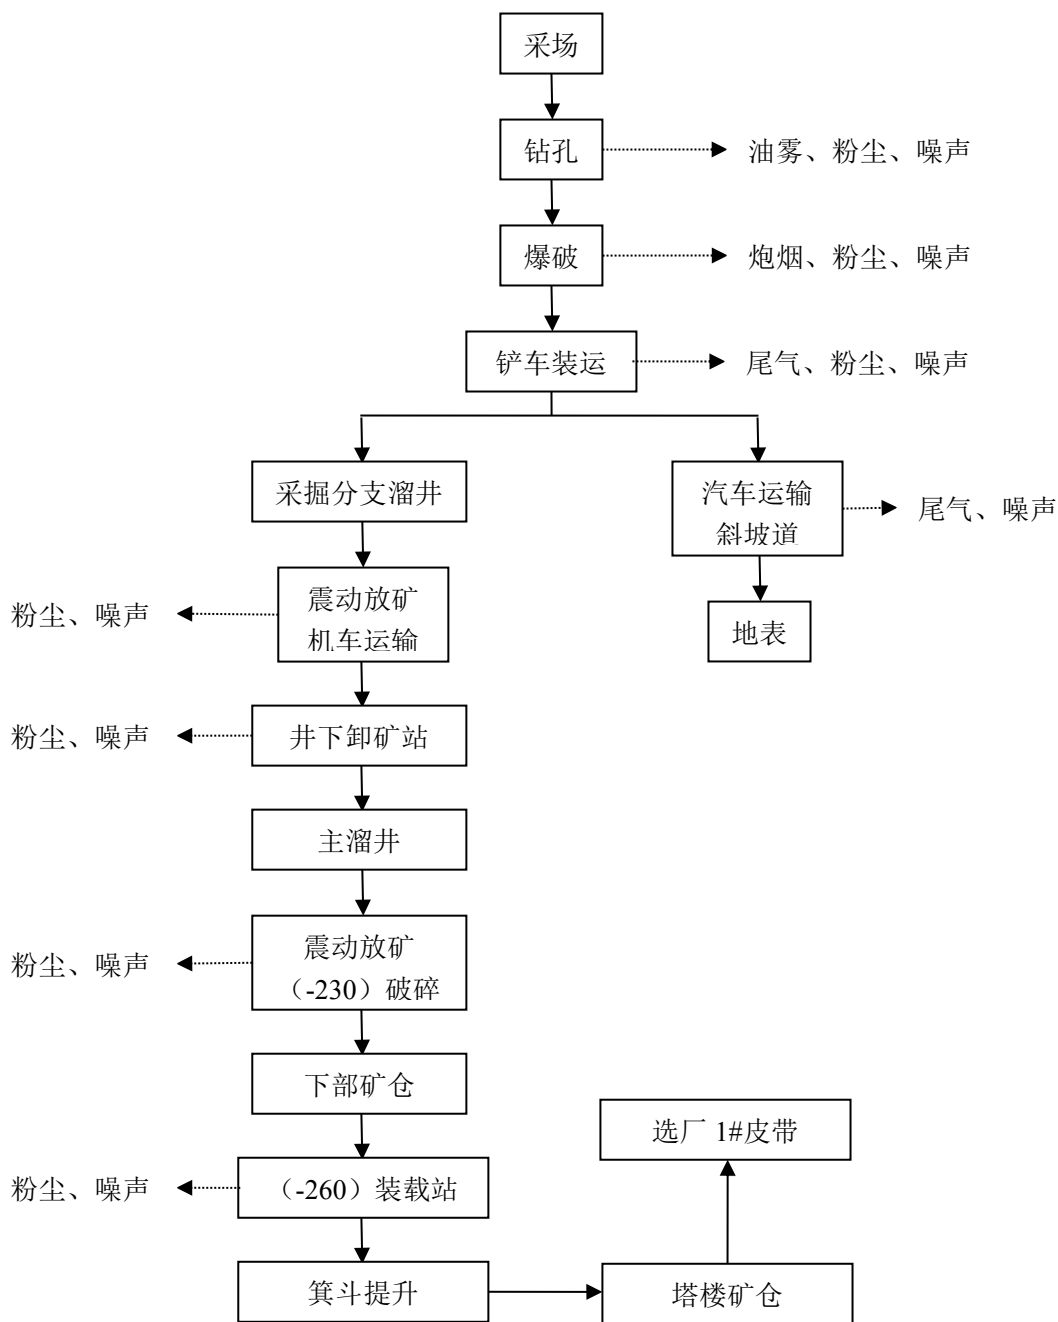 采场
钻孔
油雾、粉尘、噪声
爆破
炮烟、粉尘、噪声
铲车装运
尾气、粉尘、噪声
采掘分支溜井
汽车运输
斜坡道
尾气、噪声
震动放矿
机车运输
粉尘、噪声
地表
井下卸矿站
粉尘、噪声
主溜井
震动放矿
（-230）破碎
粉尘、噪声
下部矿仓
选厂 1#皮带
（-260）装载站
粉尘、噪声
箕斗提升
塔楼矿仓